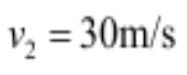 v₂ = 30m/s